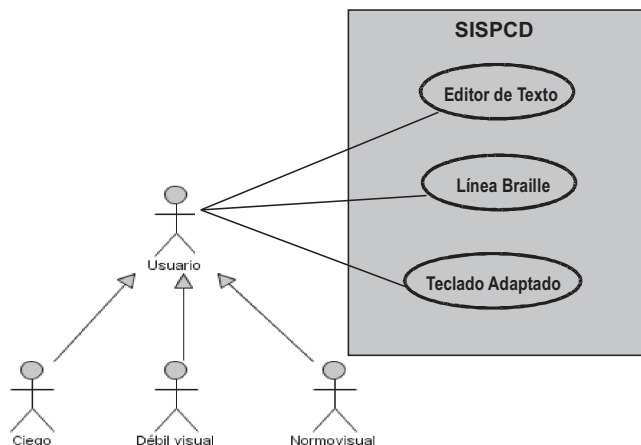 SISPCD
Editor de Texto
Línea Braille
Teclado Adaptado
Usuario
Ciego
Débil visual
Normovisual